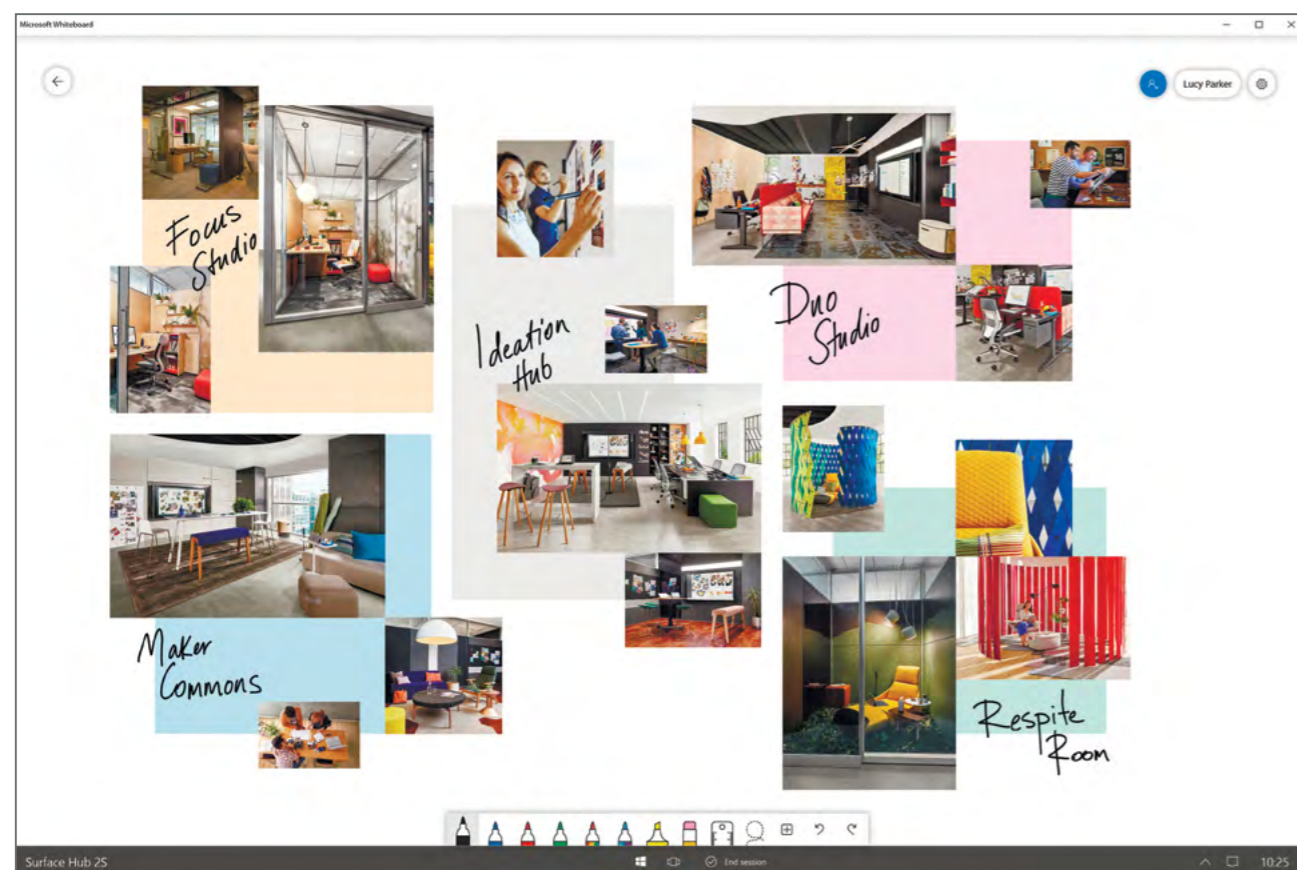 Microsoft Whiteboard
Lucy Parker
Focus
Studio
Ideation
Hub
Duo
Studio
Maker
Commons
Respite
Room
Surface Hub 2S
End session
10:25